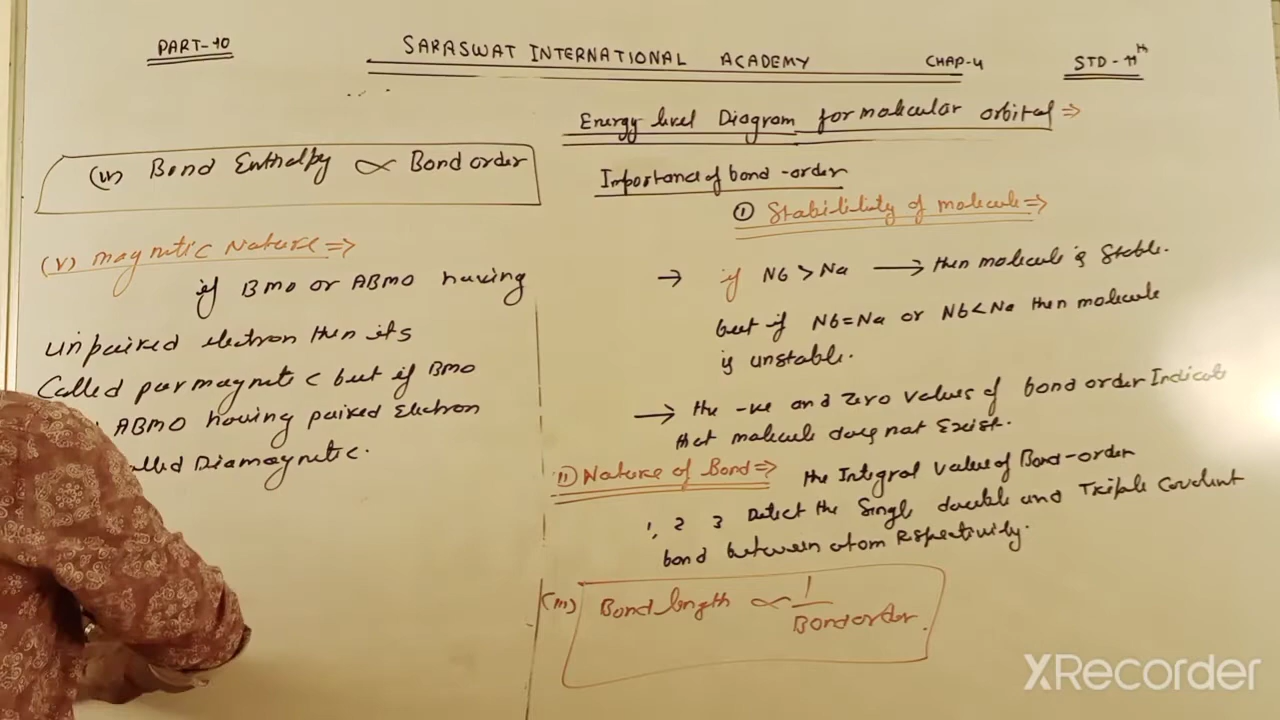 PART-10
SARASWAT INTERNATIONAL ACADEMY
CHAP-4
STD-11th
Energy level Diagram for molecular orbital ⇒
Importance of bond-order
① Stabililiuty of molecule ⇒
→ if Nb > Na → then molecule is Stable.
but if Nb=Na or Nb<Na then molecule
is unstable.
→ the -ve and Zero Values of bond order Indicate
that molecule does not Exist.
ii) Nature of Bond ⇒ the Integral value of Bond-order
1, 2 3 Detect the Single double and Triple Covalent
bond between atom Respectivity.
(III) Bond length ∝ 1/Bond order.
(IV) Bond Enthalpy ∝ Bond order
(V) magnetic Nature ⇒
if BMO or ABMO having
unpaired electron then its
Called parmagnetic but if BMO
ABMO having paired Electron
alled Diamagnetic.
XRecorder